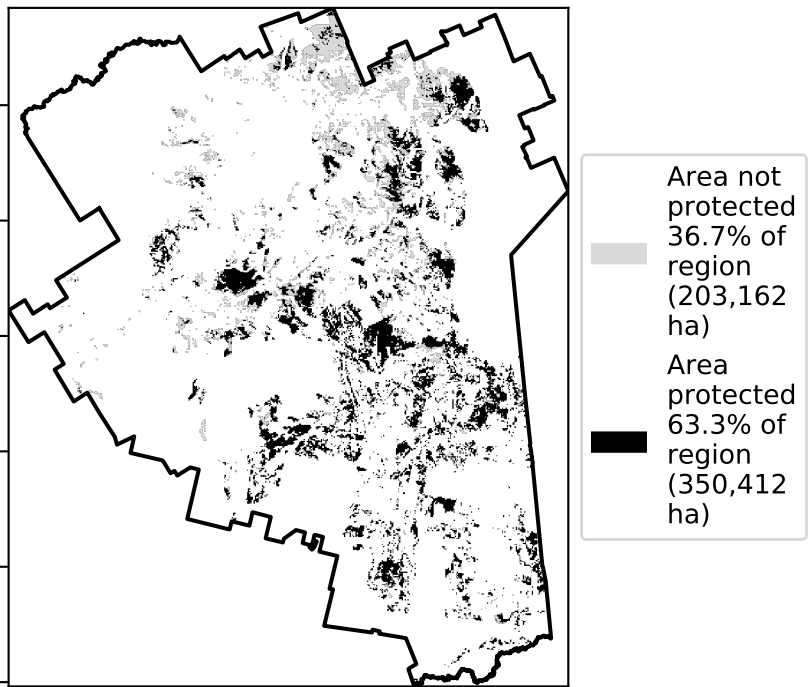 Area not
protected
36.7% of
region
(203,162
ha)
Area
protected
63.3% of
region
(350,412
ha)